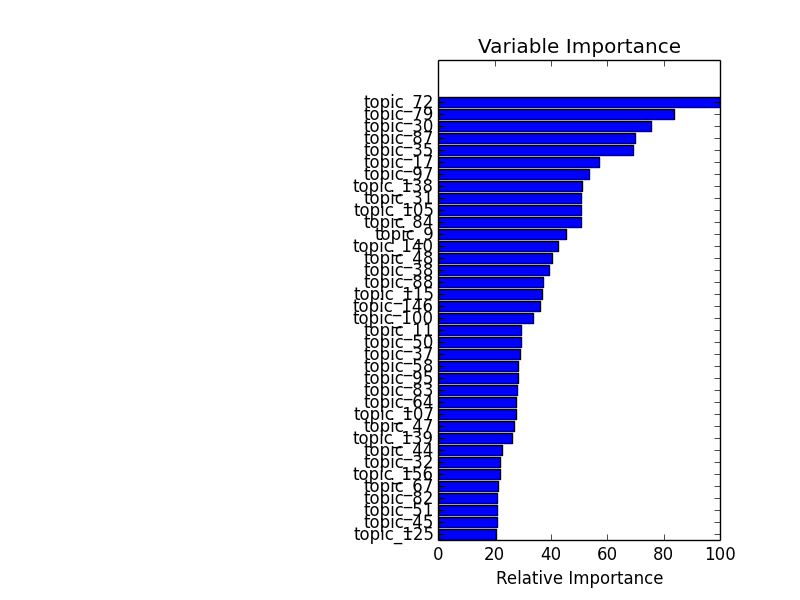 Variable Importance
topic_72
topic_79
topic_30
topic_87
topic_35
topic_17
topic_97
topic_138
topic_31
topic_105
topic_84
topic_9
topic_140
topic_48
topic_38
topic_88
topic_115
topic_146
topic_100
topic_11
topic_50
topic_37
topic_58
topic_95
topic_83
topic_64
topic_107
topic_47
topic_139
topic_44
topic_32
topic_156
topic_67
topic_82
topic_51
topic_45
topic_125
0 20 40 60 80 100
Relative Importance